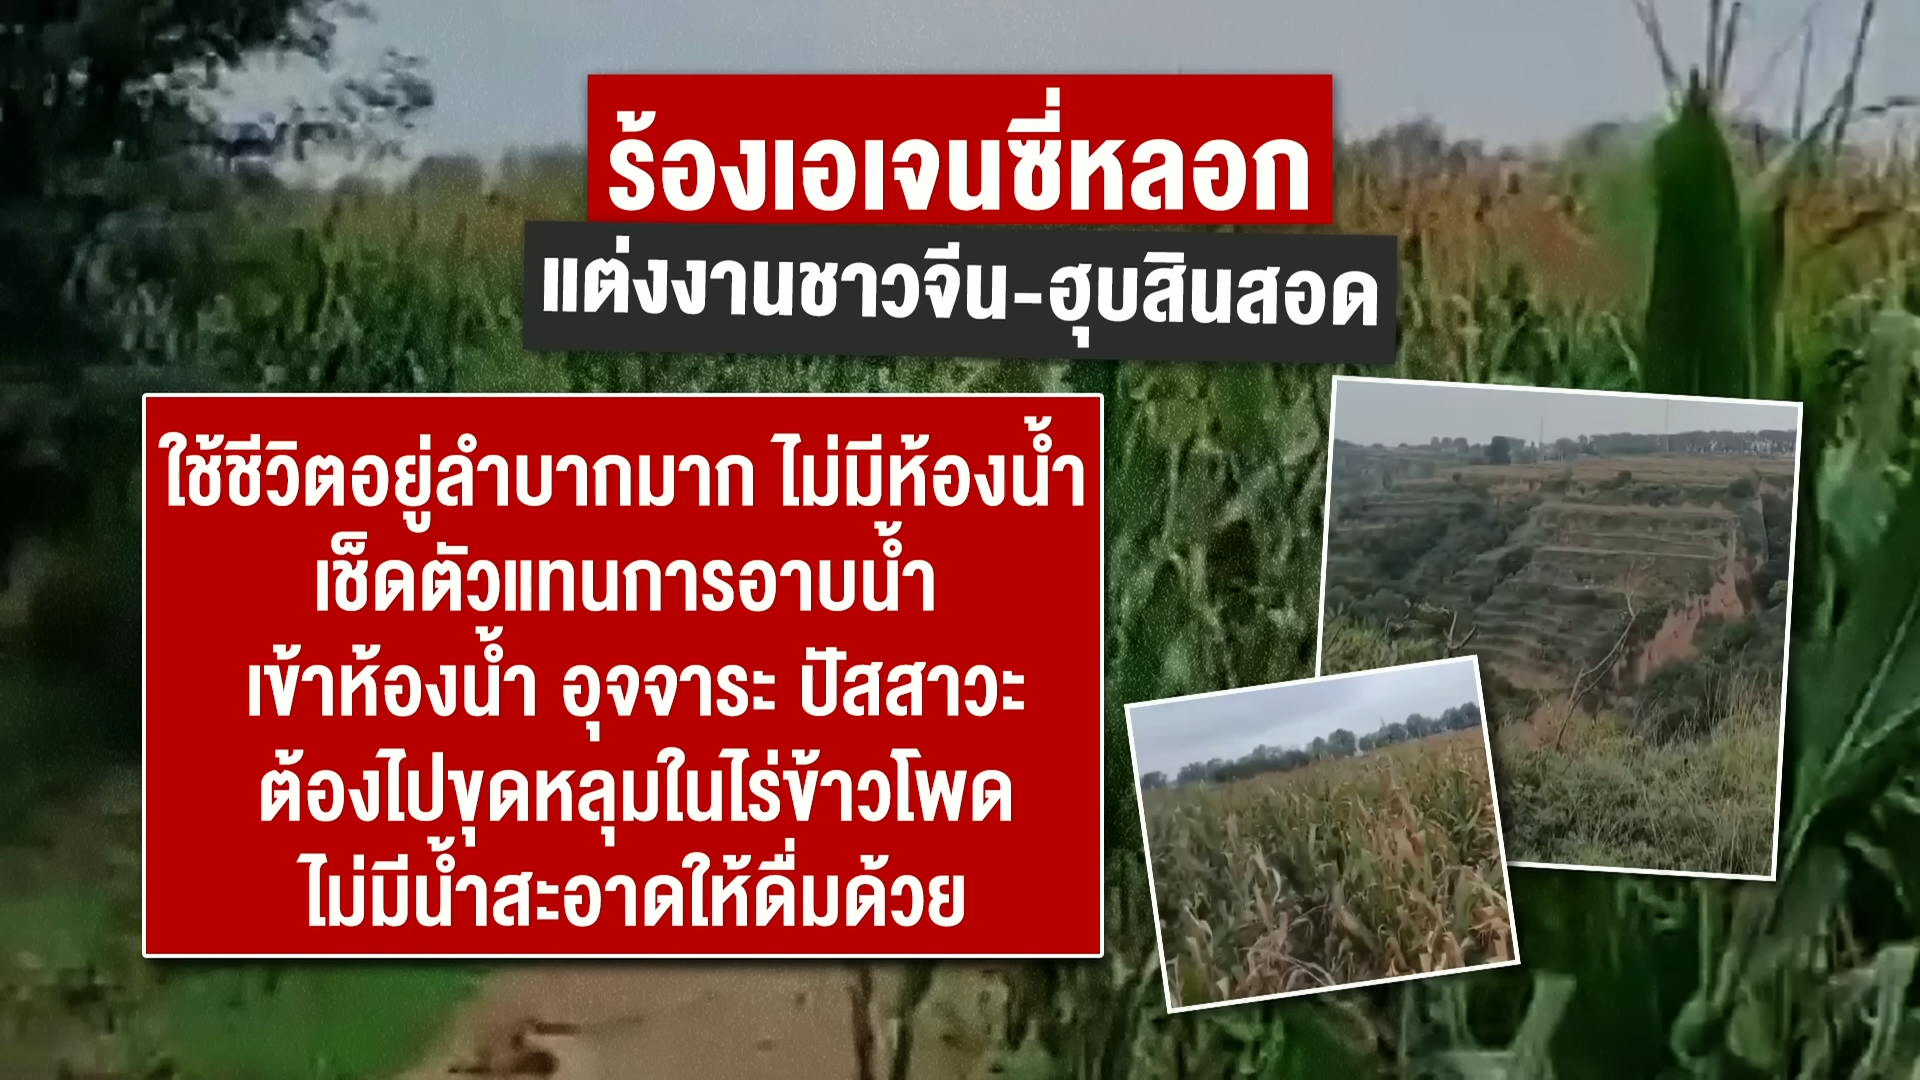 ร้องเอเจนซี่หลอก
แต่งงานชาวจีน-ฮุบสินสอด
ใช้ชีวิตอยู่ลำบากมาก ไม่มีห้องน้ำ
เช็ดตัวแทนการอาบน้ำ
เข้าห้องน้ำ อุจจาระ ปัสสาวะ
ต้องไปขุดหลุมในไร่ข้าวโพด
ไม่มีน้ำสะอาดให้ดื่มด้วย